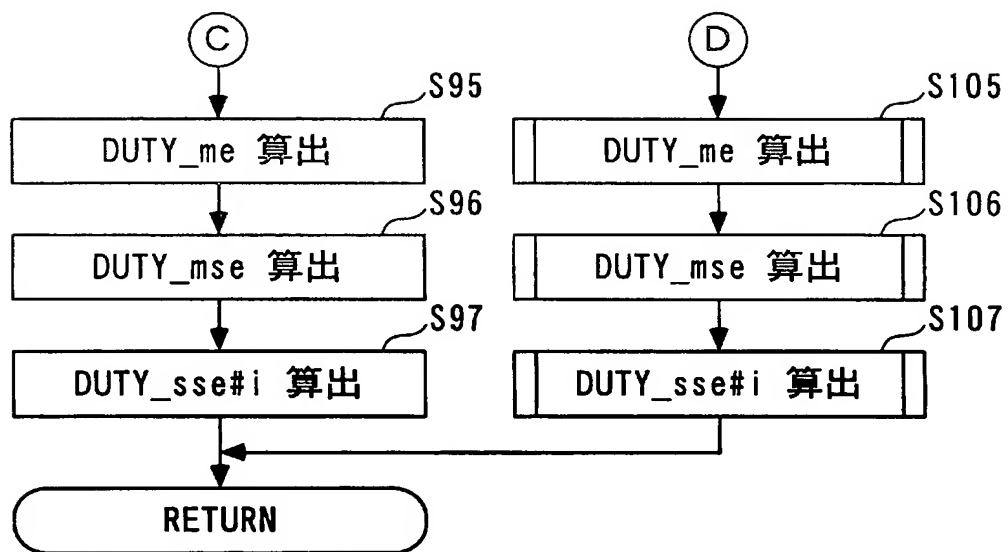 C
S95
DUTY_me 算出
S96
DUTY_mse 算出
S97
DUTY_sse#i 算出
D
S105
DUTY_me 算出
S106
DUTY_mse 算出
S107
DUTY_sse#i 算出
RETURN